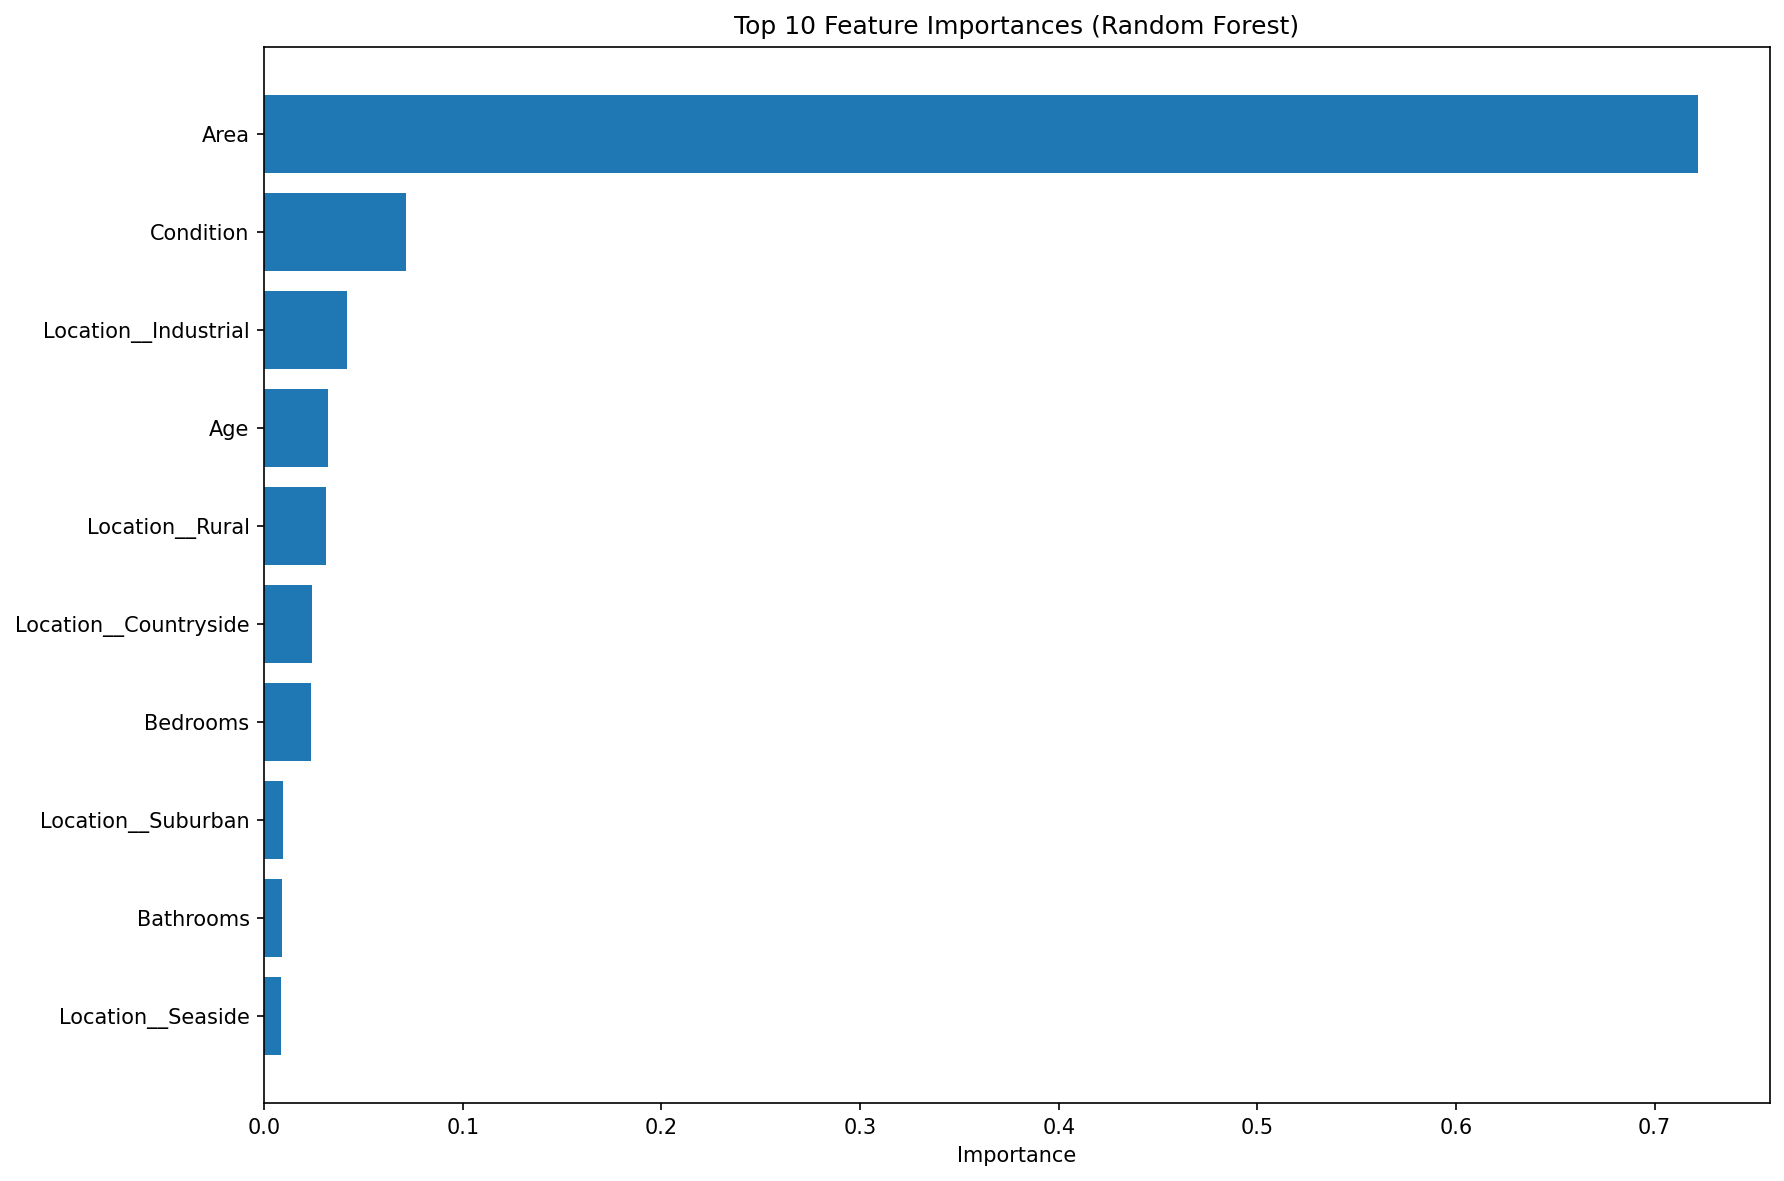 Top 10 Feature Importances (Random Forest)
Area
Condition
Location__Industrial
Age
Location__Rural
Location__Countryside
Bedrooms
Location__Suburban
Bathrooms
Location__Seaside
0.0 0.1 0.2 0.3 0.4 0.5 0.6 0.7
Importance